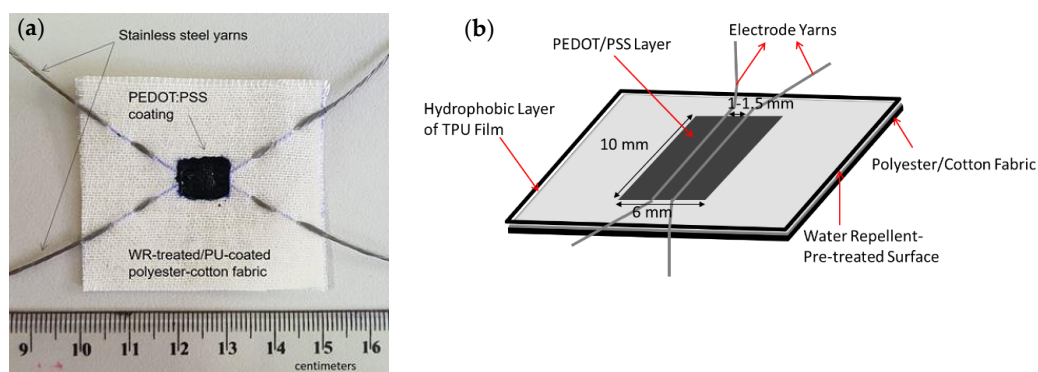 (a)
Stainless steel yarns
PEDOT:PSS
coating
WR-treated/PU-coated
polyester-cotton fabric
9 10 11 12 13 14 15 16
centimeters
(b)
Electrode Yarns
PEDOT/PSS Layer
1-1.5 mm
Hydrophobic Layer
of TPU Film
10 mm
Polyester/Cotton Fabric
6 mm
Water Repellent-
Pre-treated Surface